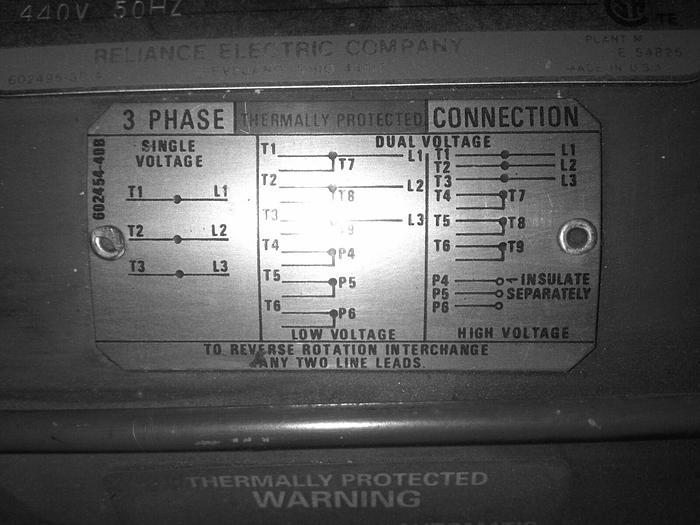 440V 50HZ
TE
RELIANCE ELECTRIC COMPANY
PLANT M
E 54825
MADE IN U.S.A.
3 PHASE THERMALLY PROTECTED CONNECTION
602454-40B
SINGLE
VOLTAGE
T1 L1
T2 L2
T3 L3
DUAL VOLTAGE
T1 L1
T7
T2 L2
T8
T3 L3
T9
T4 P4
T5 P5
T6 P6
LOW VOLTAGE
T1 L1
T2 L2
T3 L3
T4 T7
T5 T8
T6 T9
P4 INSULATE
P5 SEPARATELY
P6
HIGH VOLTAGE
TO REVERSE ROTATION INTERCHANGE
ANY TWO LINE LEADS.
THERMALLY PROTECTED
WARNING